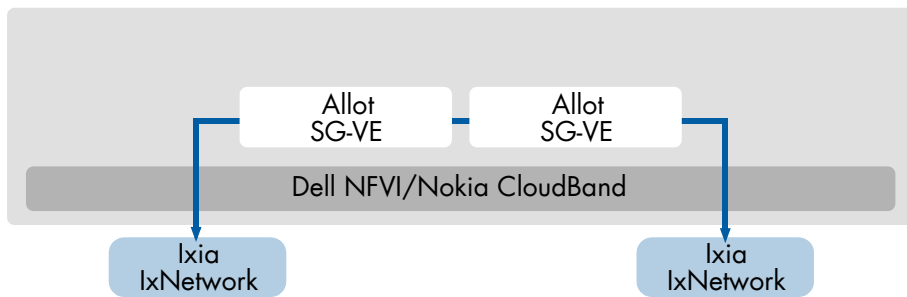 Allot
SG-VE
Allot
SG-VE
Dell NFVI/Nokia CloudBand
Ixia
IxNetwork
Ixia
IxNetwork